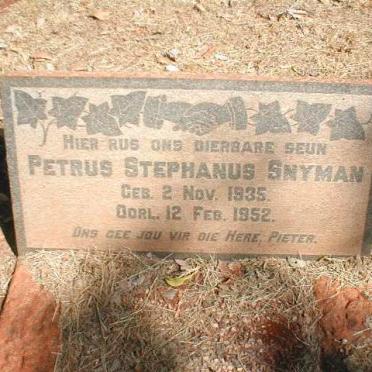 HIER RUS ONS DIERBARE SEUN
PETRUS STEPHANUS SNYMAN
GEB. 2 NOV. 1935.
OORL. 12 FEB. 1952.
ONS GEE JOU VIR DIE HERE, PIETER.